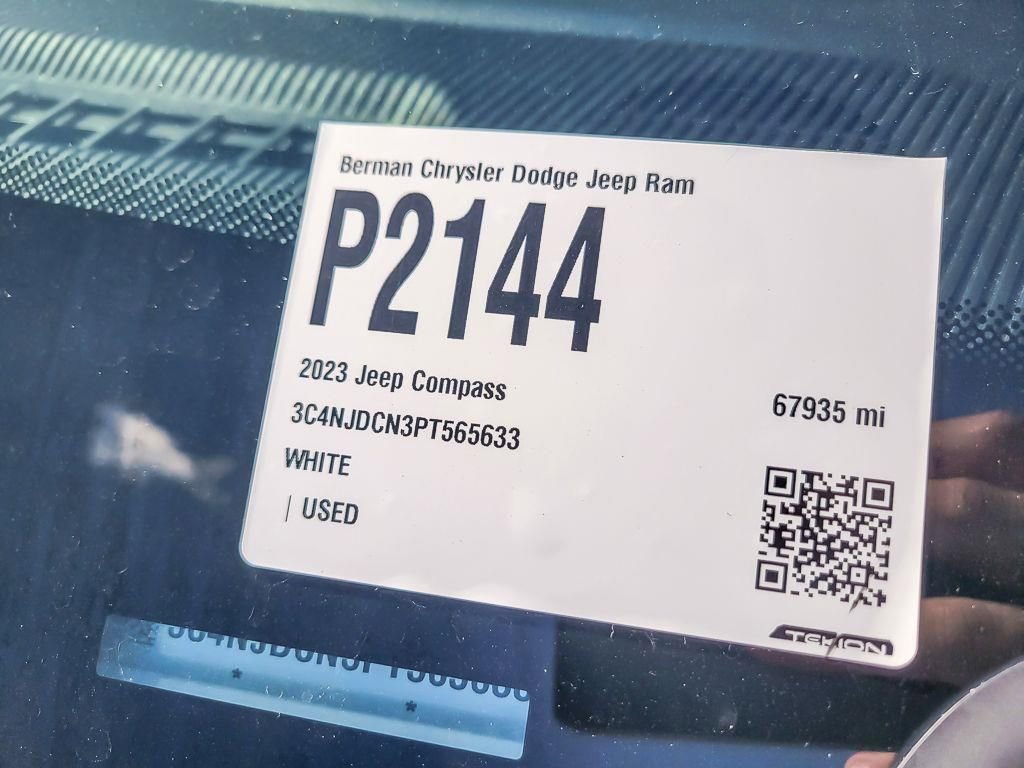 Berman Chrysler Dodge Jeep Ram
P2144
2023 Jeep Compass
67935 mi
3C4NJDCN3PT565633
WHITE
| USED
TEKION